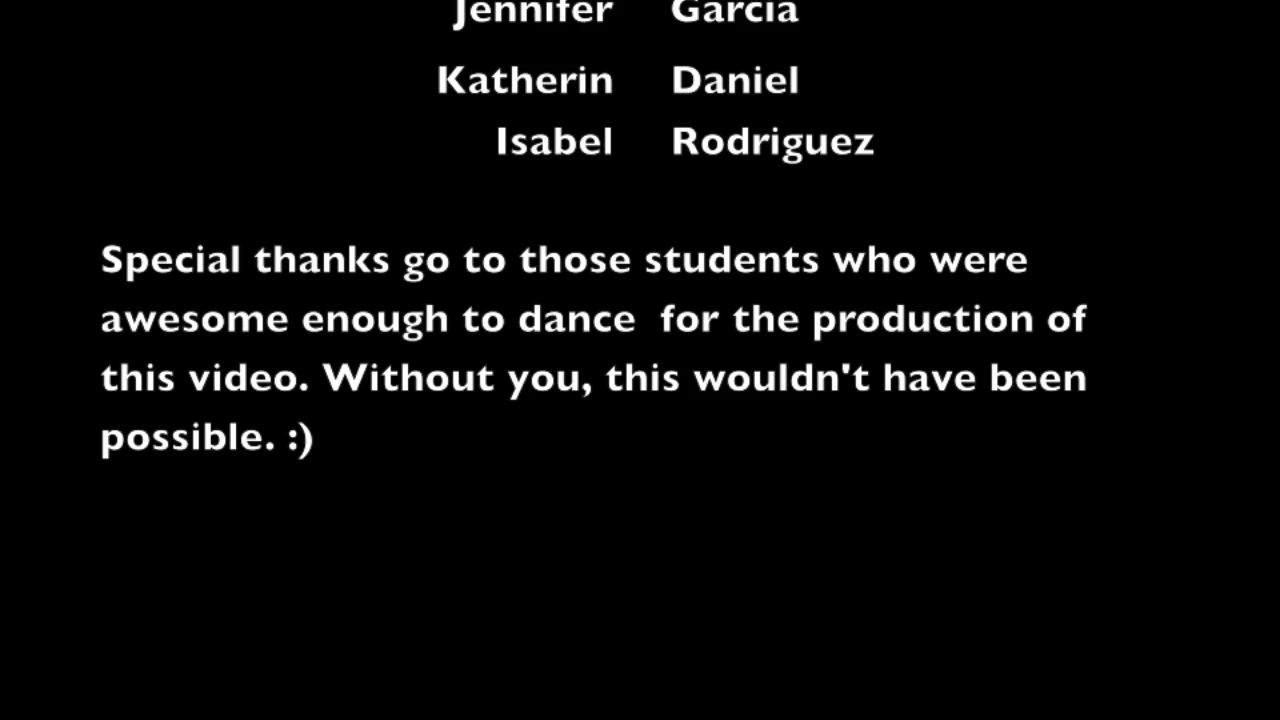 Jennifer Garcia
Katherin Daniel
Isabel Rodriguez
Special thanks go to those students who were
awesome enough to dance  for the production of
this video. Without you, this wouldn't have been
possible. :)